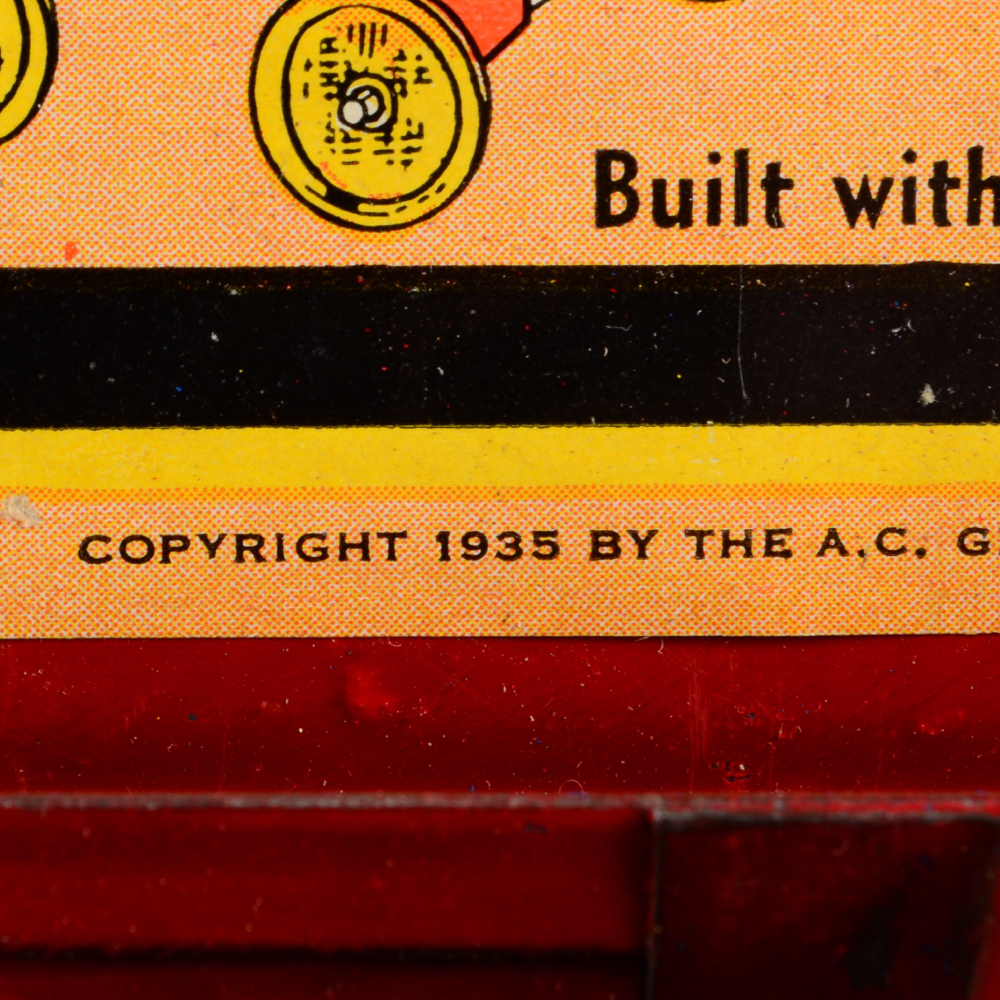 Built with
COPYRIGHT 1935 BY THE A.C. G